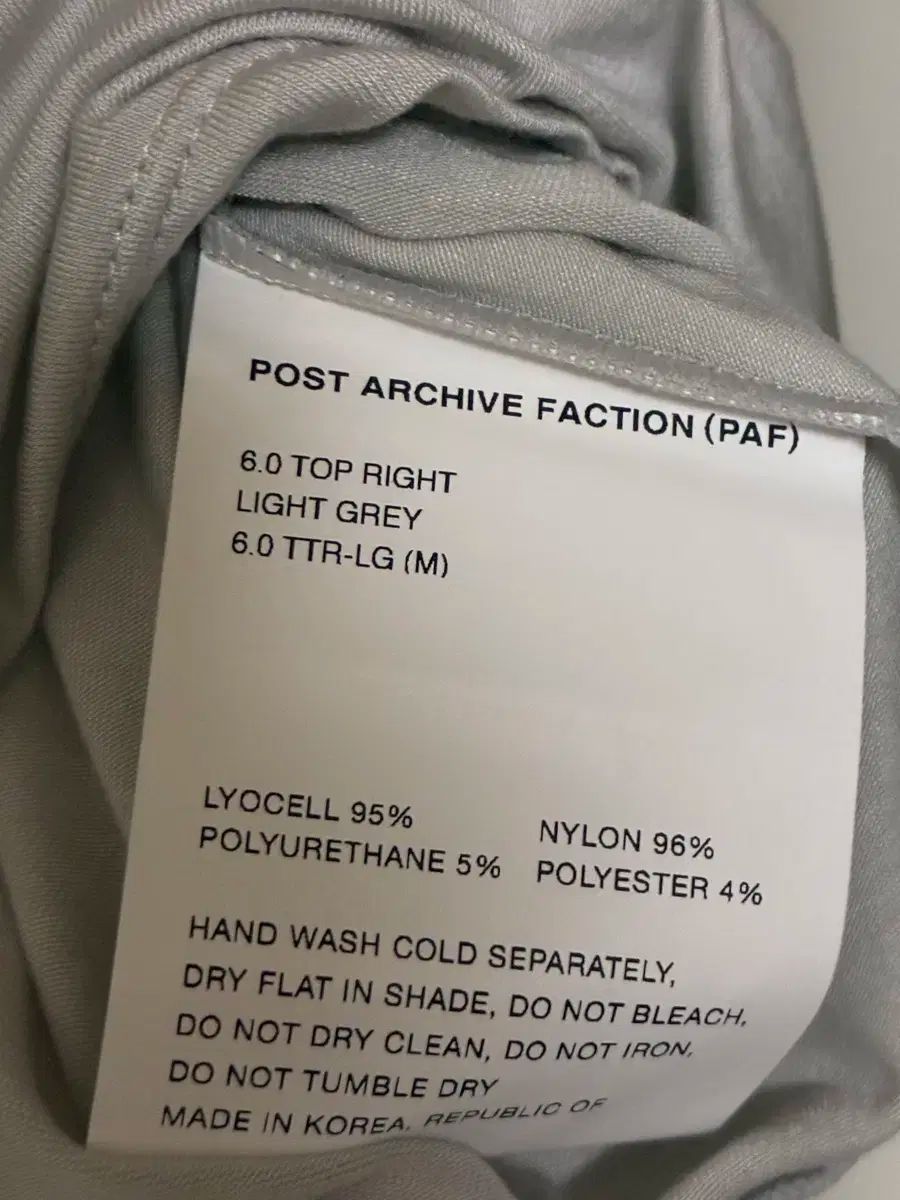 POST ARCHIVE FACTION (PAF)
6.0 TOP RIGHT
LIGHT GREY
6.0 TTR-LG (M)
LYOCELL 95%
POLYURETHANE 5%
NYLON 96%
POLYESTER 4%
HAND WASH COLD SEPARATELY,
DRY FLAT IN SHADE, DO NOT BLEACH,
DO NOT DRY CLEAN, DO NOT IRON,
DO NOT TUMBLE DRY
MADE IN KOREA, REPUBLIC OF